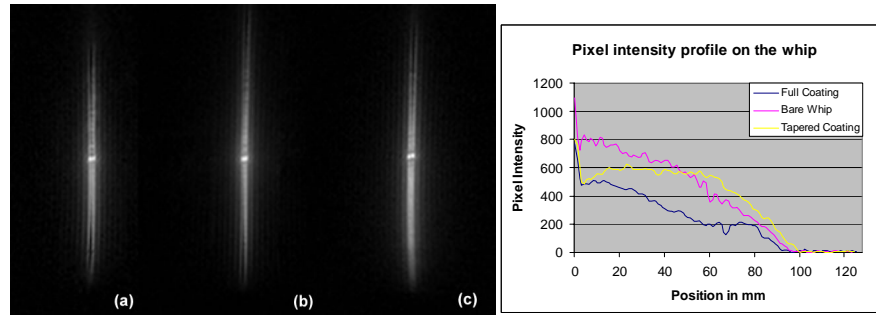 (a)
(b)
(c)
Pixel intensity profile on the whip
Pixel Intensity
1200
1000
800
600
400
200
0
Full Coating
Bare Whip
Tapered Coating
0 20 40 60 80 100 120
Position in mm